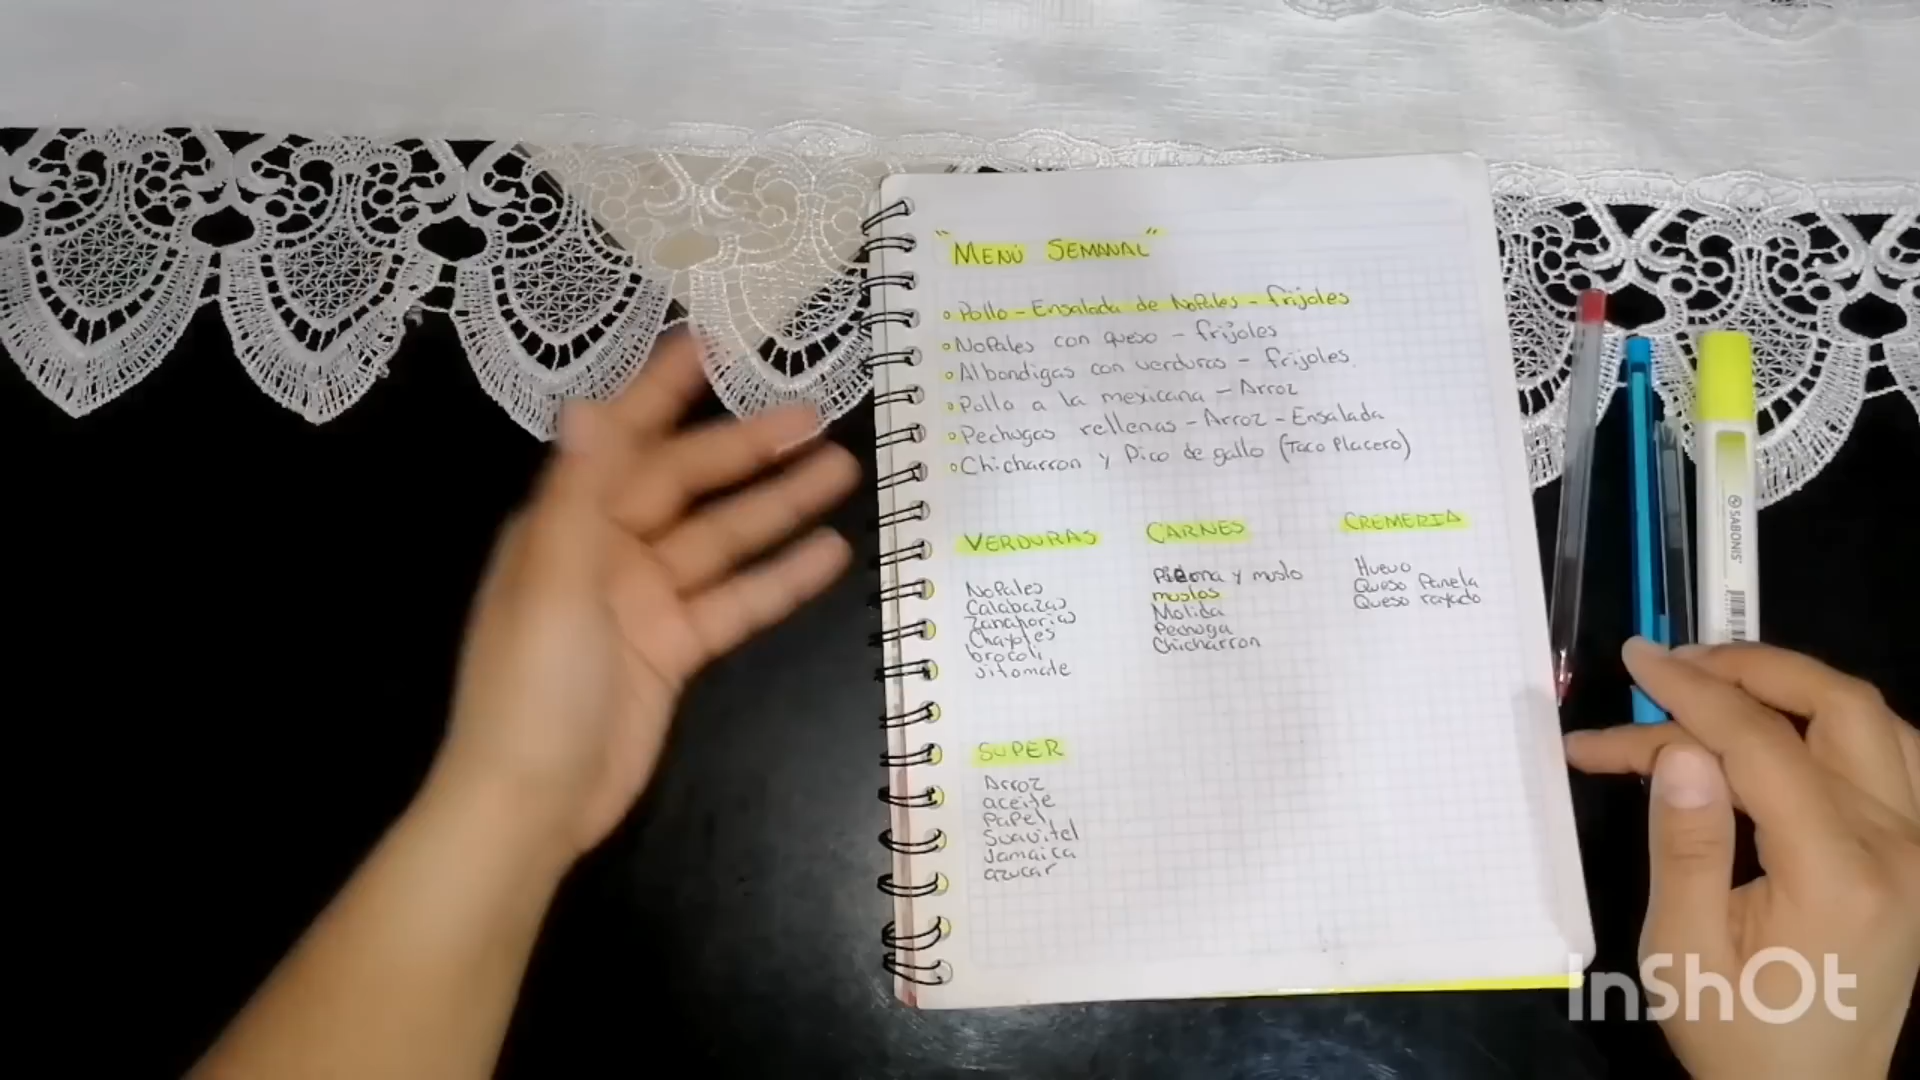 "MENÚ SEMANAL"
Pollo - Ensalada de Nopales - frijoles
Nopales con queso - frijoles
Albondigas con verduras - frijoles.
Pollo a la mexicana - Arroz
Pechugas rellenas - Arroz - Ensalada
Chicharron y Pico de gallo (Taco Placero)
VERDURAS
Nopales
Calabazas
Zanahorias
Chayotes
brocoli
Jitomate
CARNES
Pierna y muslo
muslos
Molida
Pechuga
Chicharron
CREMERIA
Huevo
Queso Panela
Queso rayado
SUPER
Arroz
aceite
Papel
Suavitel
Jamaica
azucar
SABONIS
InShOt